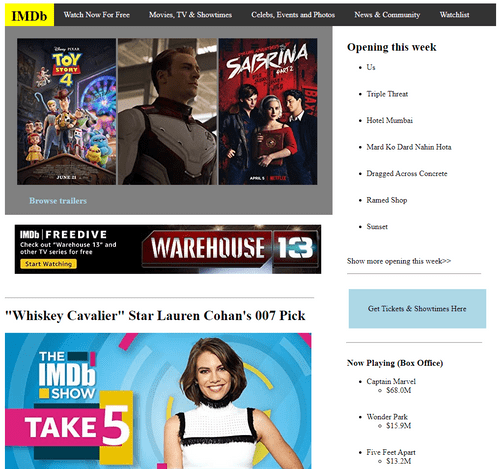 IMDb Watch Now For Free Movies, TV & Showtimes Celebs, Events and Photos News & Community Watchlist
DISNEY PIXAR
TOY
STORY
4
JUNE 21
SABRINA
PART 2
APRIL 5 | NETFLIX
Browse trailers
IMDb FREEDIVE
Check out "Warehouse 13" and
other TV series for free
Start Watching
WAREHOUSE 13
"Whiskey Cavalier" Star Lauren Cohan's 007 Pick
THE
IMDb
SHOW
TAKE 5
Opening this week
Us
Triple Threat
Hotel Mumbai
Mard Ko Dard Nahin Hota
Dragged Across Concrete
Ramed Shop
Sunset
Show more opening this week>>
Get Tickets & Showtimes Here
Now Playing (Box Office)
Captain Marvel
$68.0M
Wonder Park
$15.9M
Five Feet Apart
$13.2M